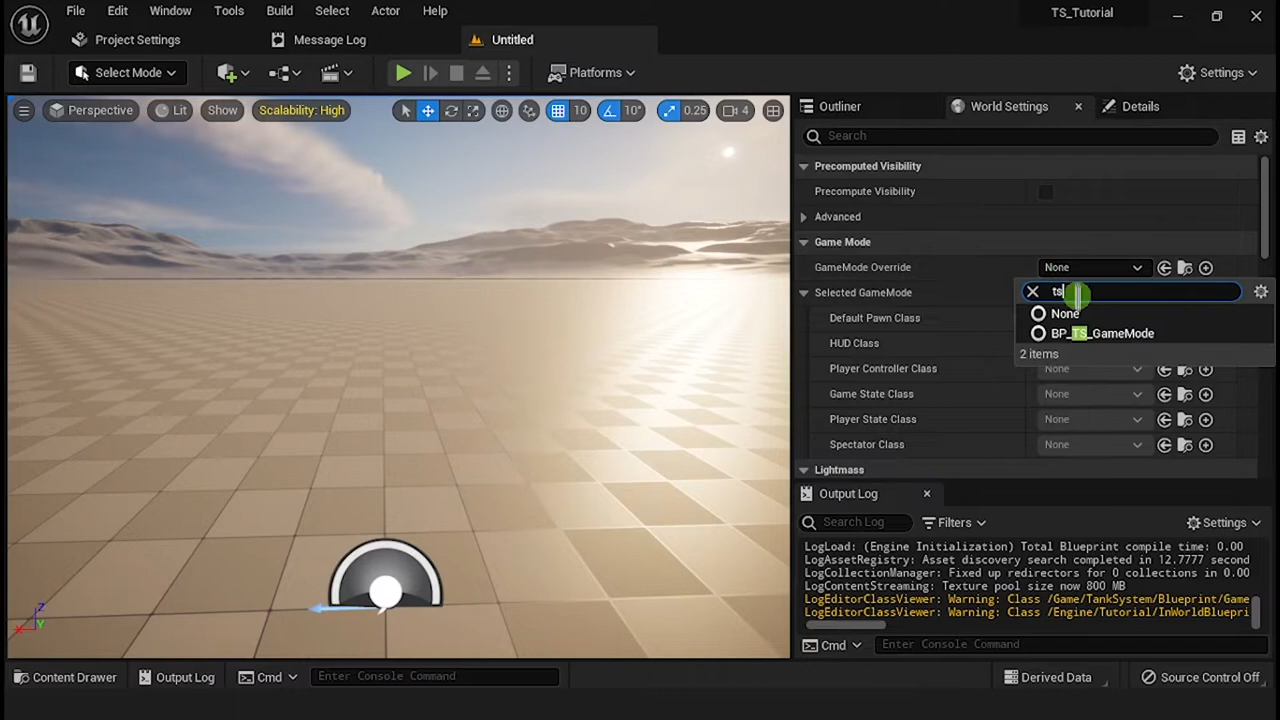 File Edit Window Tools Build Select Actor Help
TS_Tutorial
Project Settings
Message Log
Untitled
Select Mode
Platforms
Settings
Perspective
Lit
Show
Scalability: High
10
10°
0.25
4
Outliner
World Settings
Details
Search
Precomputed Visibility
Precompute Visibility
Advanced
Game Mode
GameMode Override
None
Selected GameMode
ts
Default Pawn Class
None
HUD Class
BP_TS_GameMode
2 items
Player Controller Class
None
Game State Class
None
Player State Class
None
Spectator Class
None
Lightmass
Output Log
Search Log
Filters
Settings
LogLoad: (Engine Initialization) Total Blueprint compile time: 0.00
LogAssetRegistry: Asset discovery search completed in 12.7777 second
LogCollectionManager: Fixed up redirectors for 0 collections in 0.00
LogContentStreaming: Texture pool size now 800 MB
LogEditorClassViewer: Warning: Class /Game/TankSystem/Blueprint/Game
LogEditorClassViewer: Warning: Class /Engine/Tutorial/InWorldBluepri
Cmd
Enter Console Command
Z
X
Y
Content Drawer
Output Log
Cmd
Enter Console Command
Derived Data
Source Control Off